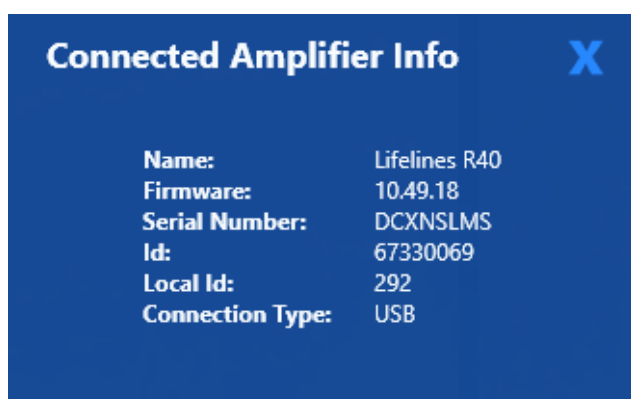 Connected Amplifier Info X
Name: Lifelines R40
Firmware: 10.49.18
Serial Number: DCXNSLMS
Id: 67330069
Local Id: 292
Connection Type: USB